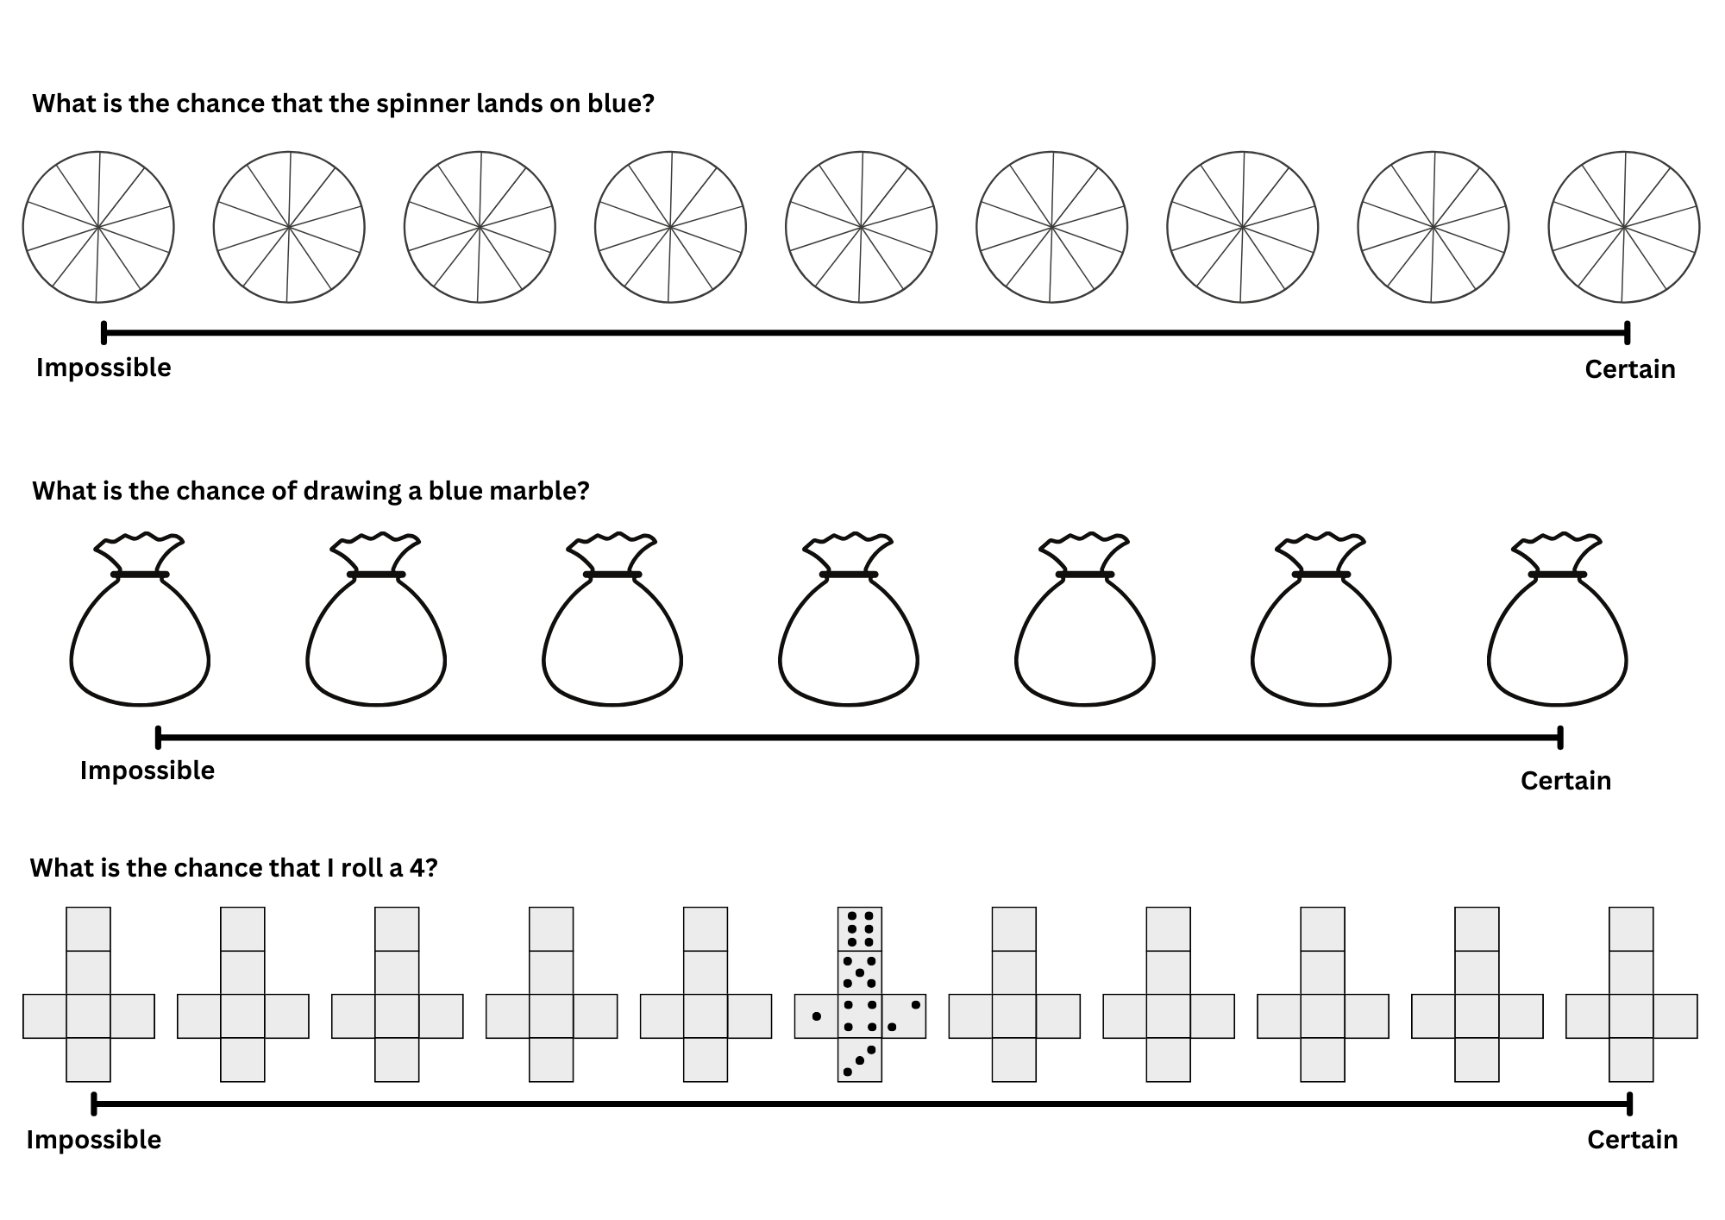 What is the chance that the spinner lands on blue?
Impossible
Certain
What is the chance of drawing a blue marble?
Impossible
Certain
What is the chance that I roll a 4?
Impossible
Certain